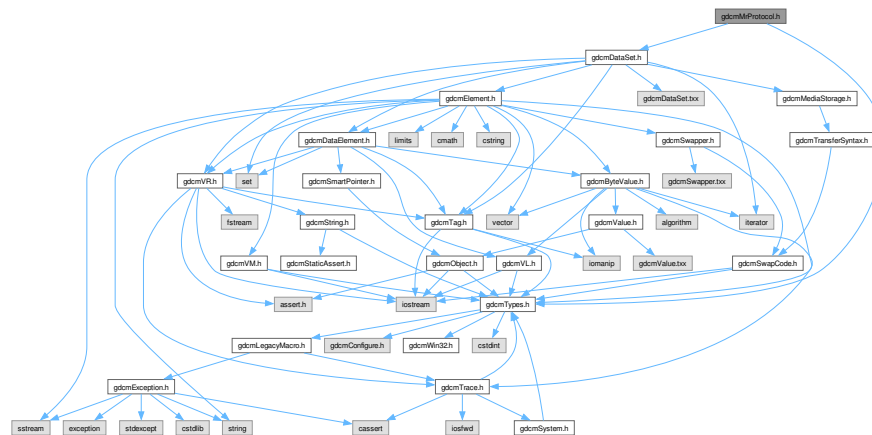 gdcmMrProtocol.h
gdcmDataSet.h
gdcmElement.h
gdcmDataSet.txx
gdcmMediaStorage.h
gdcmDataElement.h
limits
cmath
cstring
gdcmSwapper.h
gdcmTransferSyntax.h
gdcmVR.h
set
gdcmSmartPointer.h
gdcmByteValue.h
gdcmSwapper.txx
fstream
gdcmString.h
gdcmTag.h
vector
gdcmValue.h
algorithm
iterator
gdcmVM.h
gdcmStaticAssert.h
gdcmObject.h
gdcmVL.h
iomanip
gdcmValue.txx
gdcmSwapCode.h
assert.h
iostream
gdcmTypes.h
gdcmLegacyMacro.h
gdcmConfigure.h
gdcmWin32.h
cstdint
gdcmException.h
gdcmTrace.h
sstream
exception
stdexcept
cstdlib
string
cassert
iosfwd
gdcmSystem.h